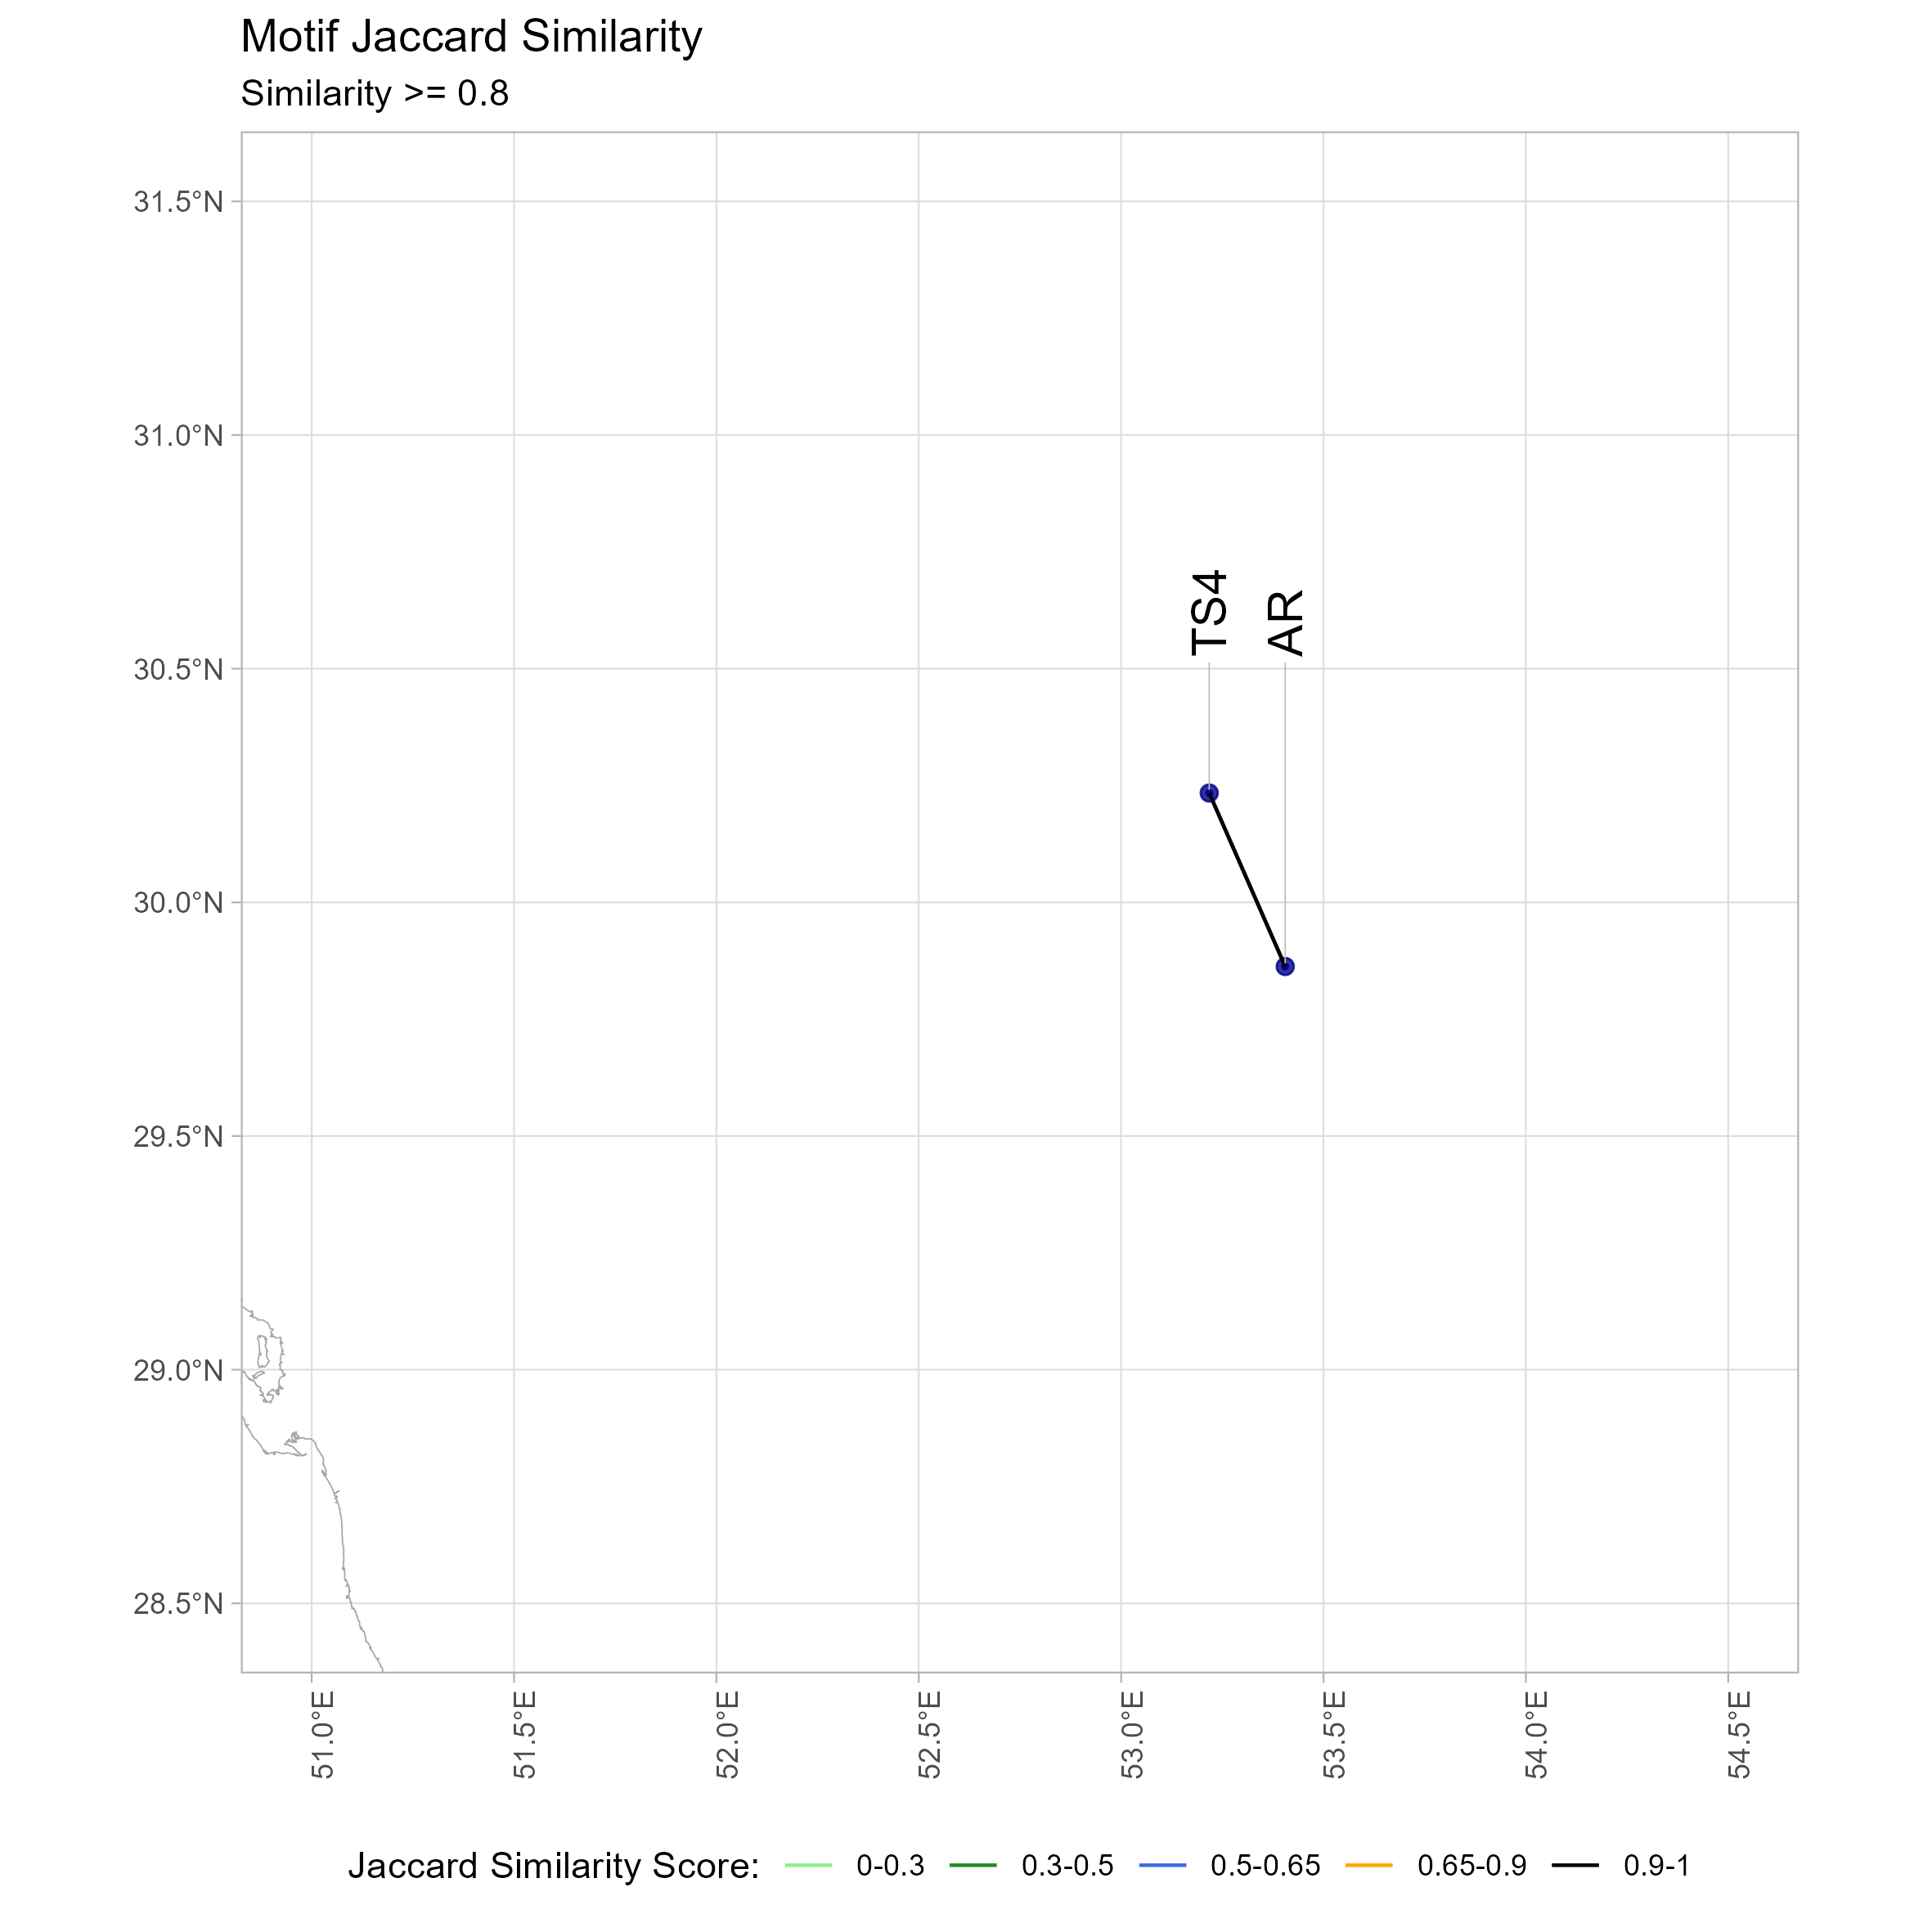 Motif Jaccard Similarity
Similarity >= 0.8
31.5°N
31.0°N
30.5°N
30.0°N
29.5°N
29.0°N
28.5°N
TS4
AR
51.0°E
51.5°E
52.0°E
52.5°E
53.0°E
53.5°E
54.0°E
54.5°E
Jaccard Similarity Score: 0-0.3 0.3-0.5 0.5-0.65 0.65-0.9 0.9-1